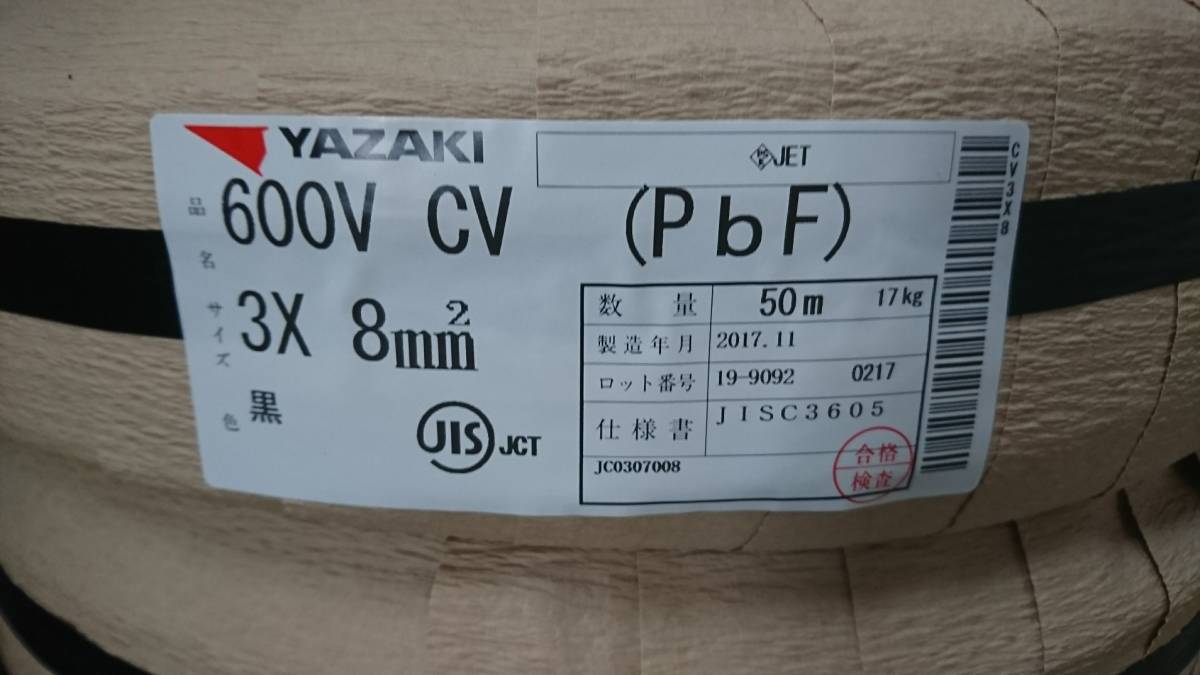 YAZAKI
PSE JET
品名 600V CV (PbF)
サイズ 3X 8mm²
色 黒
JIS JCT
数量 50m 17kg
製造年月 2017.11
ロット番号 19-9092 0217
仕様書 JISC3605
JC0307008
合格
検査
CV3X8